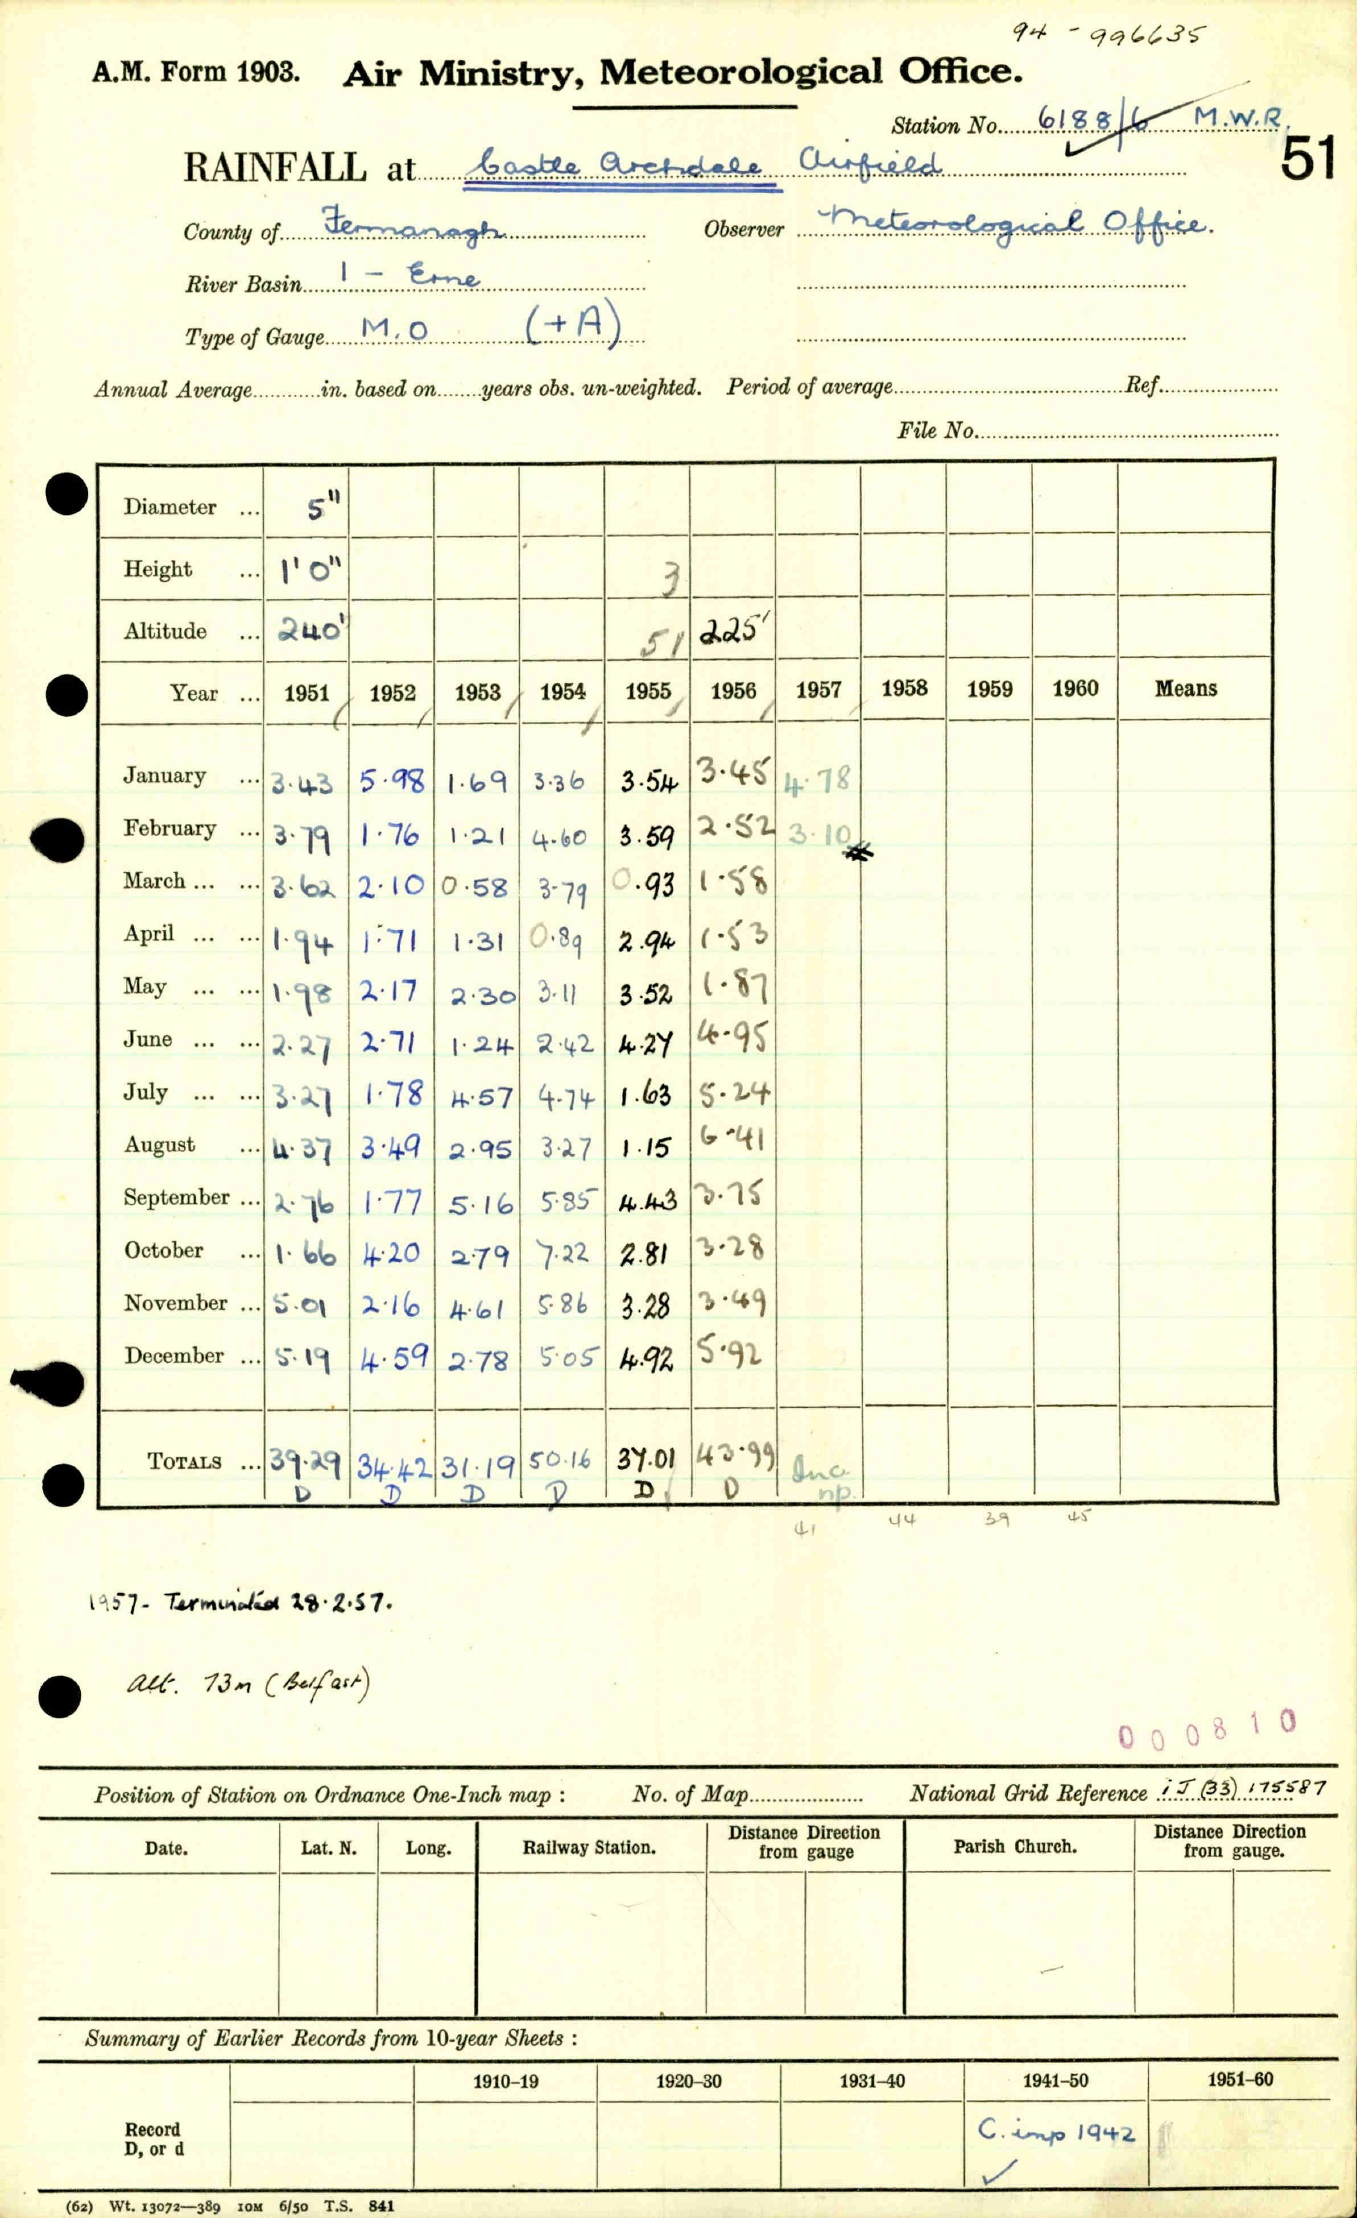 94 - 996635
A.M. Form 1903. Air Ministry, Meteorological Office.
Station No. 6188/6 M.W.R.
51
RAINFALL at Castle Archdale Airfield
County of Fermanagh Observer Meteorological Office.
River Basin 1 - Erne
Type of Gauge M.O (+A)
Annual Average............in. based on........years obs. un-weighted. Period of average............ Ref............
File No............
Diameter ... 5"
Height ... 1' 0" 3
Altitude ... 240' 51 225'
Year ... 1951 1952 1953 1954 1955 1956 1957 1958 1959 1960 Means
January ... 3.43 5.98 1.69 3.36 3.54 3.45 4.78
February ... 3.79 1.76 1.21 4.60 3.59 2.52 3.10
March ... ... 3.62 2.10 0.58 3.79 0.93 1.58
April ... ... 1.94 1.71 1.31 0.89 2.94 1.53
May ... ... 1.98 2.17 2.30 3.11 3.52 1.87
June ... ... 2.27 2.71 1.24 2.42 4.27 4.95
July ... ... 3.27 1.78 4.57 4.74 1.63 5.24
August ... 4.37 3.49 2.95 3.27 1.15 6.41
September ... 2.76 1.77 5.16 5.85 4.43 3.75
October ... 1.66 4.20 2.79 7.22 2.81 3.28
November ... 5.01 2.16 4.61 5.86 3.28 3.49
December ... 5.19 4.59 2.78 5.05 4.92 5.92
TOTALS ... 39.29 34.42 31.19 50.16 37.01 43.99 Inc
D D D D D D np.
41 44 39 45
1957- Terminated 28.2.57.
Alt. 73m (Belfast)
000810
Position of Station on Ordnance One-Inch map : No. of Map............ National Grid Reference iJ (33) 175587
Date. Lat. N. Long. Railway Station. Distance from gauge Direction Parish Church. Distance from gauge. Direction
Summary of Earlier Records from 10-year Sheets :
1910–19 1920–30 1931–40 1941–50 1951–60
Record D, or d C. imp 1942
(62) Wt. 13072—389 10M 6/50 T.S. 841